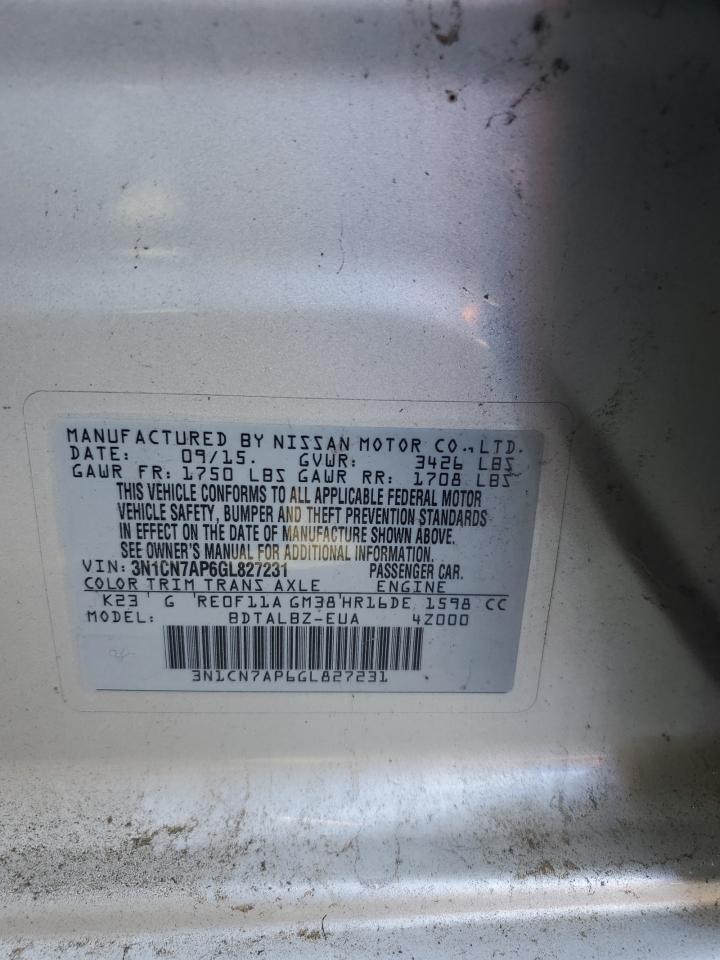 MANUFACTURED BY NISSAN MOTOR CO., LTD.
DATE: 09/15. GVWR: 3426 LBS
GAWR FR: 1750 LBS GAWR RR: 1708 LBS
THIS VEHICLE CONFORMS TO ALL APPLICABLE FEDERAL MOTOR
VEHICLE SAFETY, BUMPER AND THEFT PREVENTION STANDARDS
IN EFFECT ON THE DATE OF MANUFACTURE SHOWN ABOVE.
SEE OWNER'S MANUAL FOR ADDITIONAL INFORMATION.
VIN: 3N1CN7AP6GL827231 PASSENGER CAR.
COLOR TRIM TRANS AXLE ENGINE
K23 G RE0F11A GM38 HR16DE 1598 CC
MODEL: BDTALBZ-EUA 4Z000
3N1CN7AP6GL827231